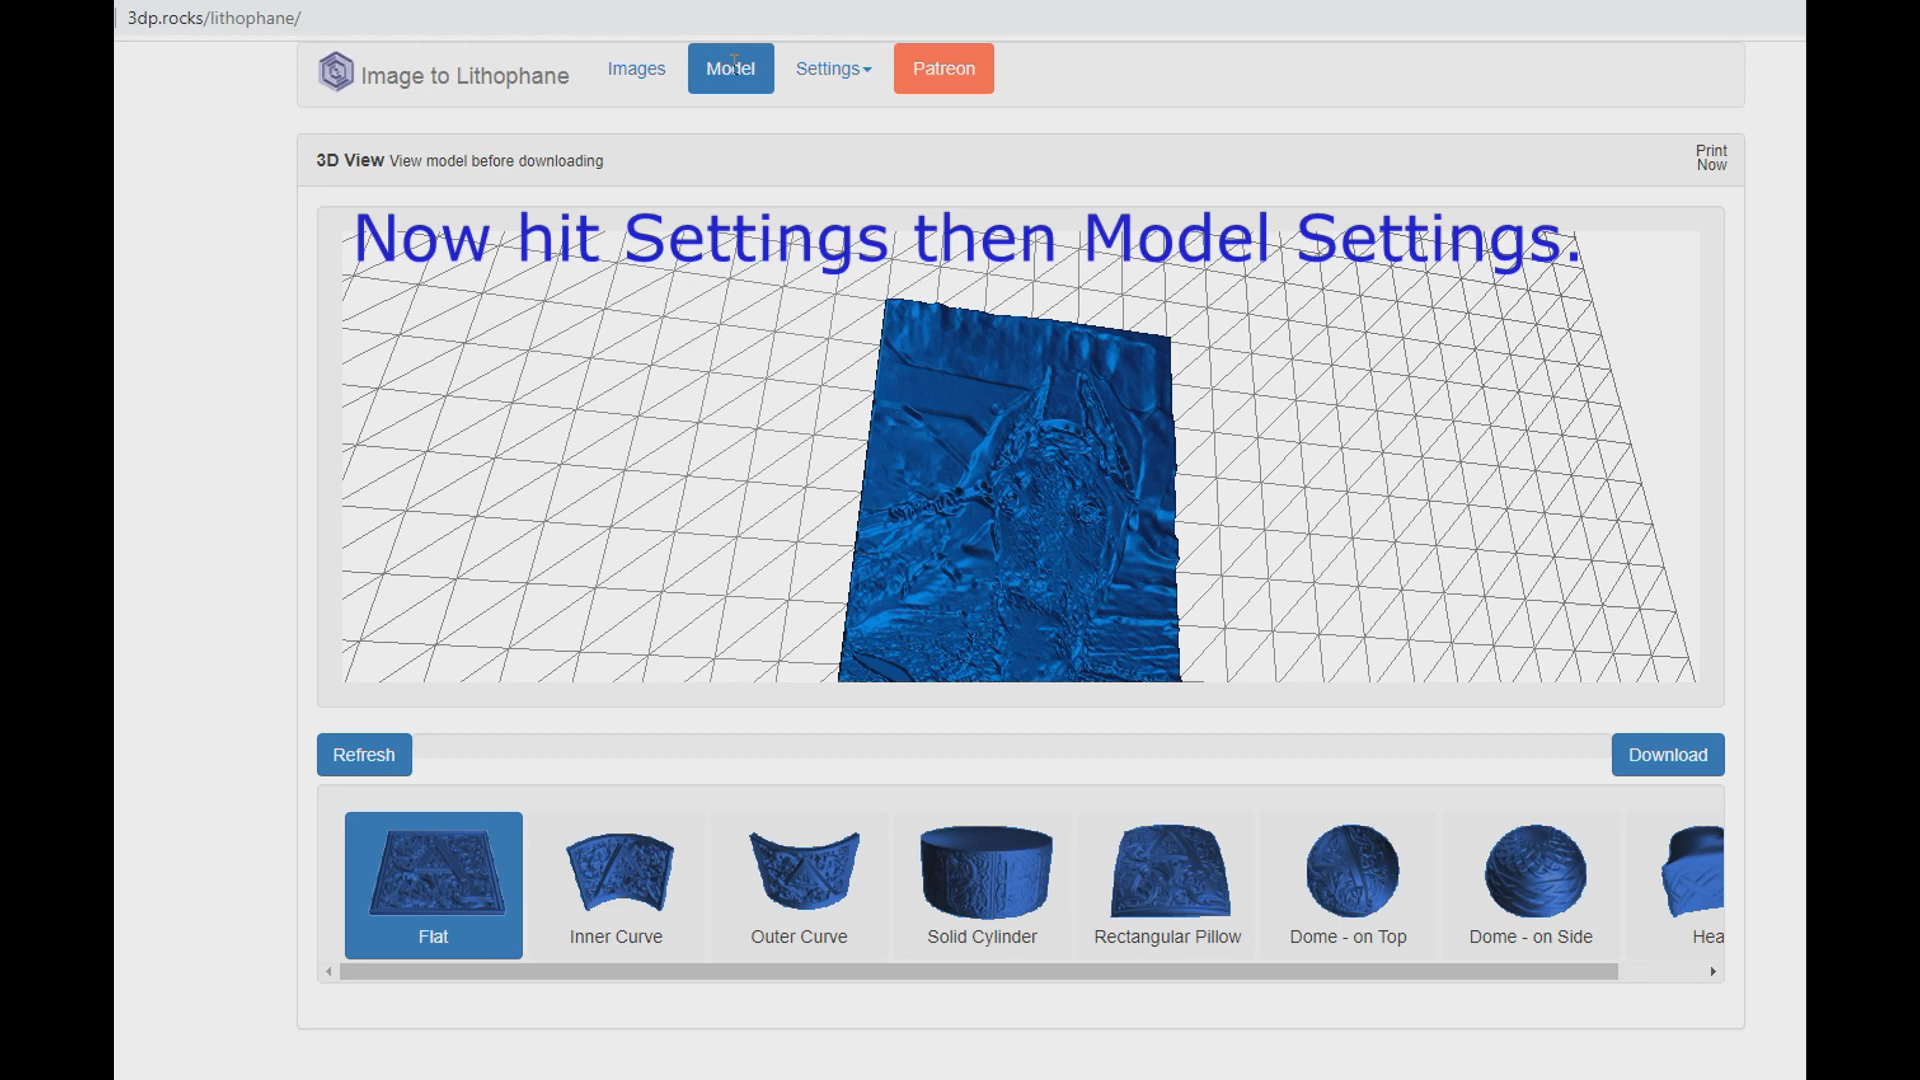 3dp.rocks/lithophane/
Image to Lithophane
Images
Model
Settings
Patreon
3D View View model before downloading
Print
Now
Now hit Settings then Model Settings.
Refresh
Download
Flat
Inner Curve
Outer Curve
Solid Cylinder
Rectangular Pillow
Dome - on Top
Dome - on Side
Hea